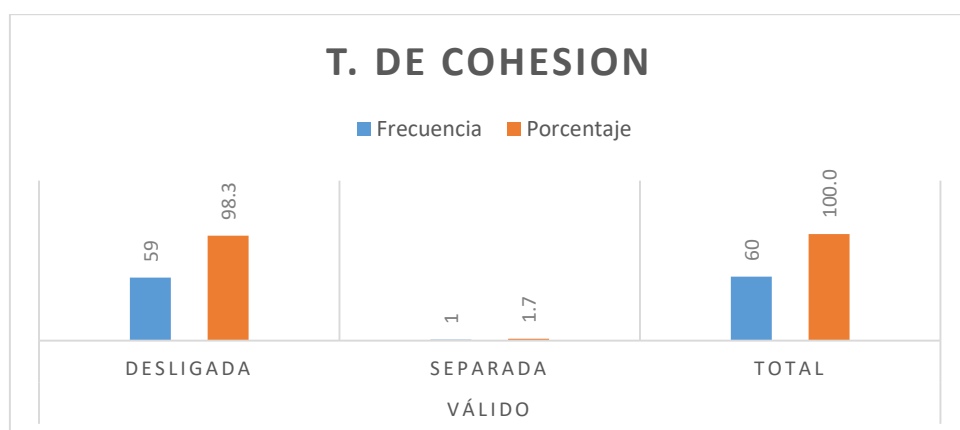 T. DE COHESION
Frecuencia Porcentaje
59 98.3 1 1.7 60 100.0
DESLIGADA SEPARADA TOTAL
VÁLIDO